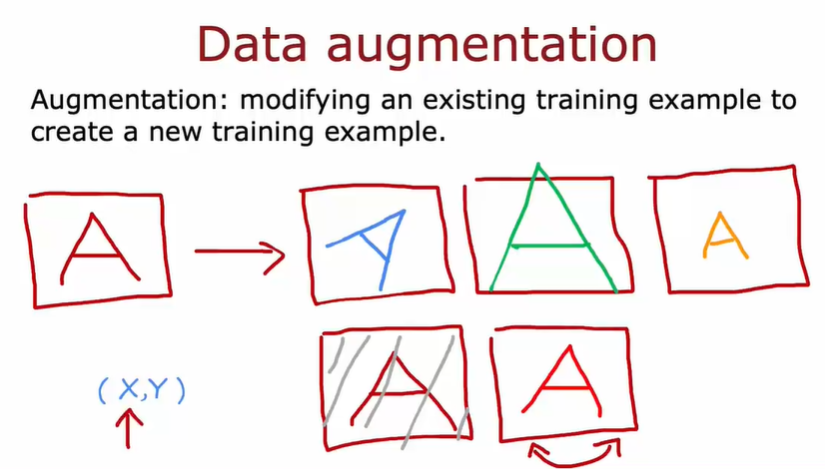 Data augmentation
Augmentation: modifying an existing training example to
create a new training example.
A A A A
A A
(X,Y)